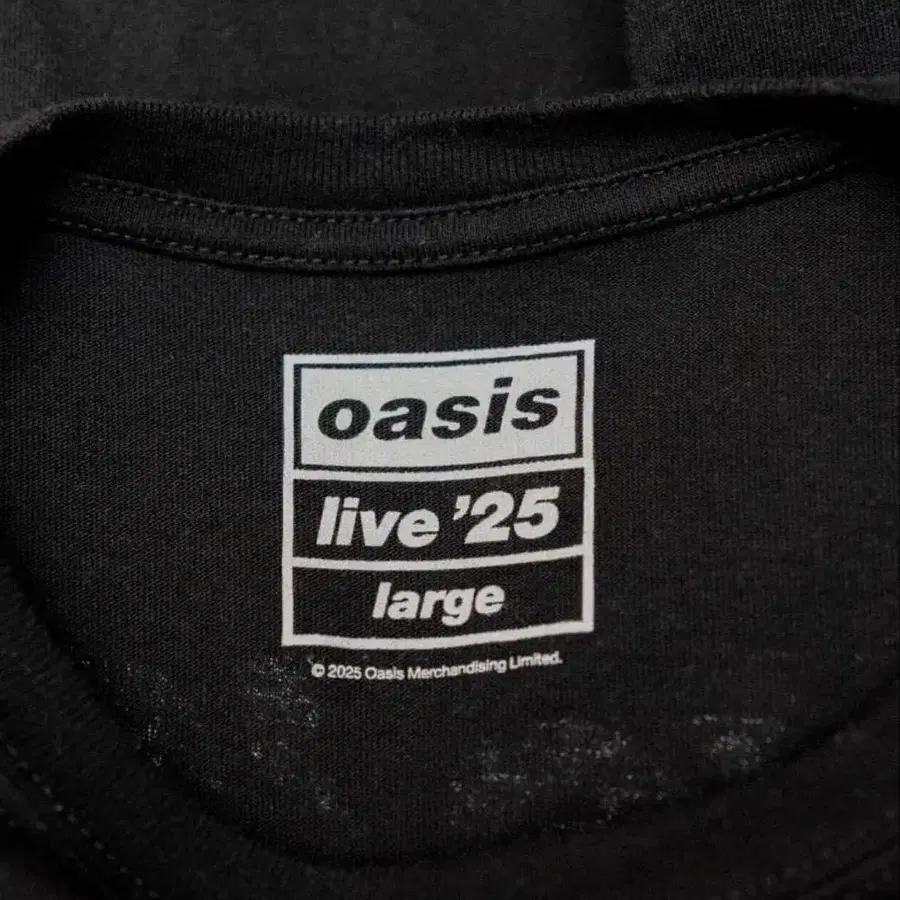 oasis
live '25
large
© 2025 Oasis Merchandising Limited.